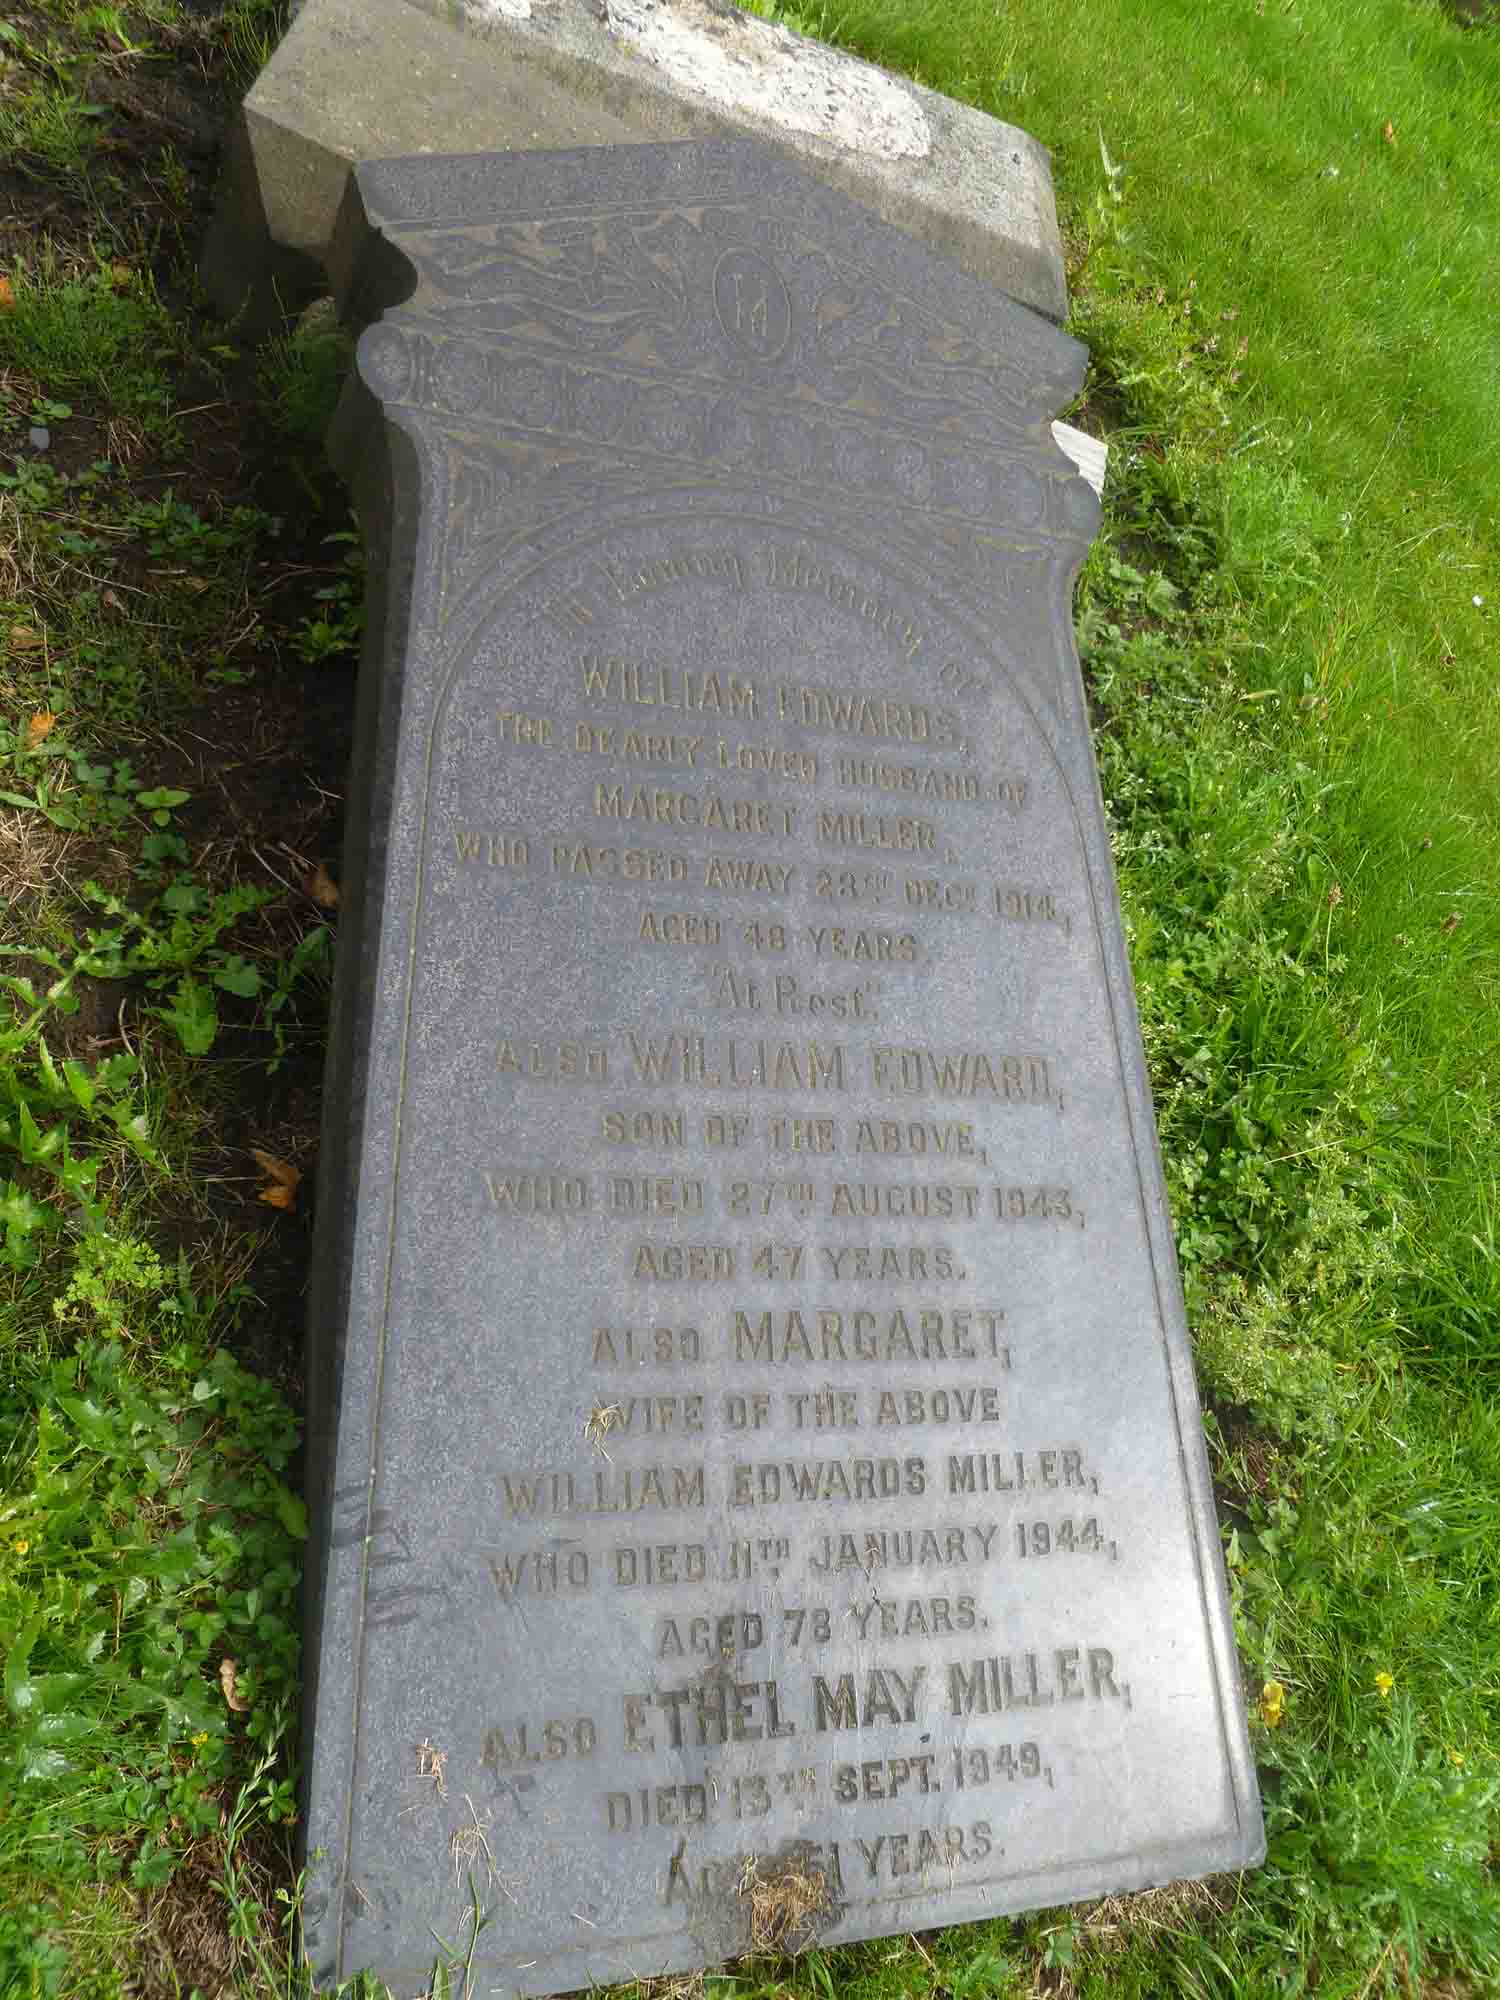 In Loving Memory of
WILLIAM EDWARDS,
THE DEARLY LOVED HUSBAND OF
MARGARET MILLER,
WHO PASSED AWAY 23RD DECR 1914,
AGED 48 YEARS.
"At Rest."
ALSO WILLIAM EDWARD,
SON OF THE ABOVE,
WHO DIED 27TH AUGUST 1943,
AGED 47 YEARS.
ALSO MARGARET,
WIFE OF THE ABOVE
WILLIAM EDWARDS MILLER,
WHO DIED 11TH JANUARY 1944,
AGED 78 YEARS.
ALSO ETHEL MAY MILLER,
DIED 13TH SEPT. 1949,
YEARS.